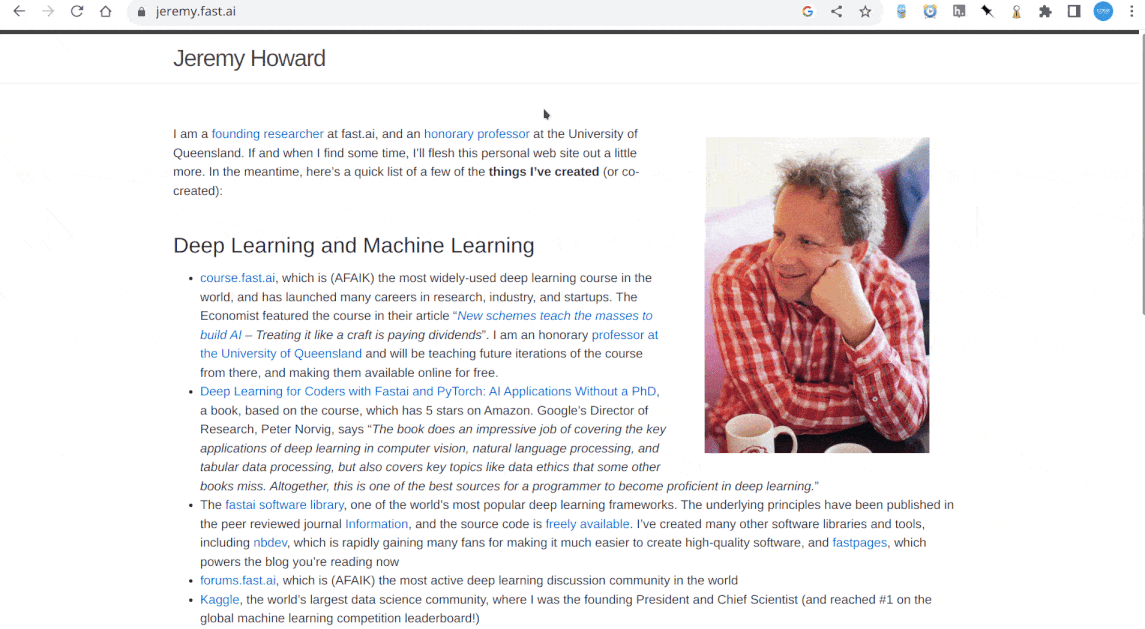 jeremy.fast.ai
Jeremy Howard
I am a founding researcher at fast.ai, and an honorary professor at the University of
Queensland. If and when I find some time, I'll flesh this personal web site out a little
more. In the meantime, here's a quick list of a few of the things I've created (or co-
created):
Deep Learning and Machine Learning
• course.fast.ai, which is (AFAIK) the most widely-used deep learning course in the
world, and has launched many careers in research, industry, and startups. The
Economist featured the course in their article “New schemes teach the masses to
build AI – Treating it like a craft is paying dividends”. I am an honorary professor at
the University of Queensland and will be teaching future iterations of the course
from there, and making them available online for free.
• Deep Learning for Coders with Fastai and PyTorch: AI Applications Without a PhD,
a book, based on the course, which has 5 stars on Amazon. Google's Director of
Research, Peter Norvig, says “The book does an impressive job of covering the key
applications of deep learning in computer vision, natural language processing, and
tabular data processing, but also covers key topics like data ethics that some other
books miss. Altogether, this is one of the best sources for a programmer to become proficient in deep learning.”
• The fastai software library, one of the world's most popular deep learning frameworks. The underlying principles have been published in
the peer reviewed journal Information, and the source code is freely available. I've created many other software libraries and tools,
including nbdev, which is rapidly gaining many fans for making it much easier to create high-quality software, and fastpages, which
powers the blog you're reading now
• forums.fast.ai, which is (AFAIK) the most active deep learning discussion community in the world
• Kaggle, the world's largest data science community, where I was the founding President and Chief Scientist (and reached #1 on the
global machine learning competition leaderboard!)